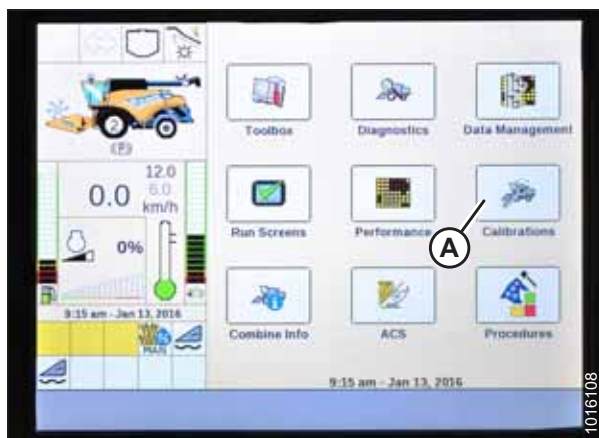 Toolbox
Diagnostics
Data Management
2
(P)
12.0
6.0
0.0
km/h
Run Screens
Performance
Calibrations
A
0%
9:15 am - Jan 13, 2016
Combine Info
ACS
Procedures
MAN
9:15 am - Jan 13, 2016
1016108